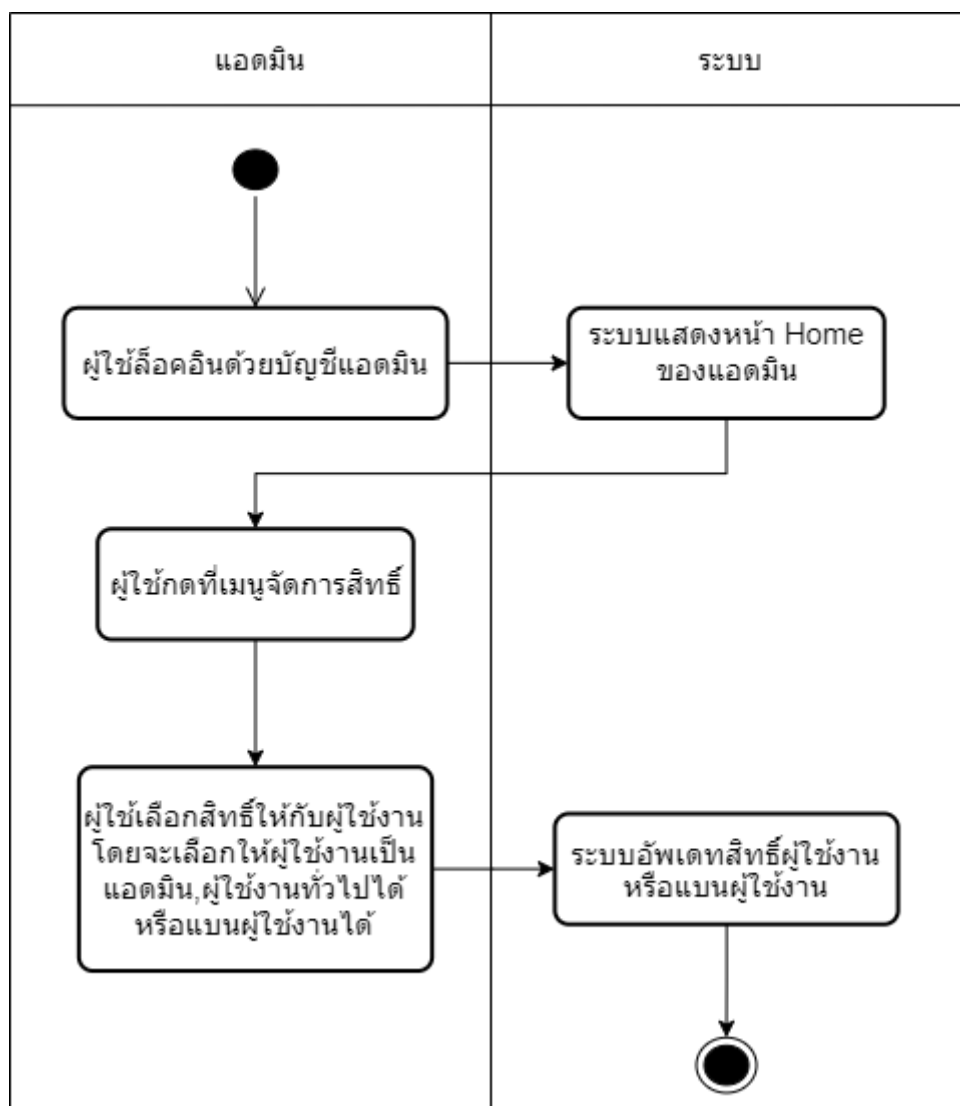 แอดมิน
ระบบ
ผู้ใช้ล็อคอินด้วยบัญชีแอดมิน
ระบบแสดงหน้า Home
ของแอดมิน
ผู้ใช้กดที่เมนูจัดการสิทธิ์
ผู้ใช้เลือกสิทธิ์ให้กับผู้ใช้งาน
โดยจะเลือกให้ผู้ใช้งานเป็น
แอดมิน,ผู้ใช้งานทั่วไปได้
หรือแบนผู้ใช้งานได้
ระบบอัพเดทสิทธิ์ผู้ใช้งาน
หรือแบนผู้ใช้งาน